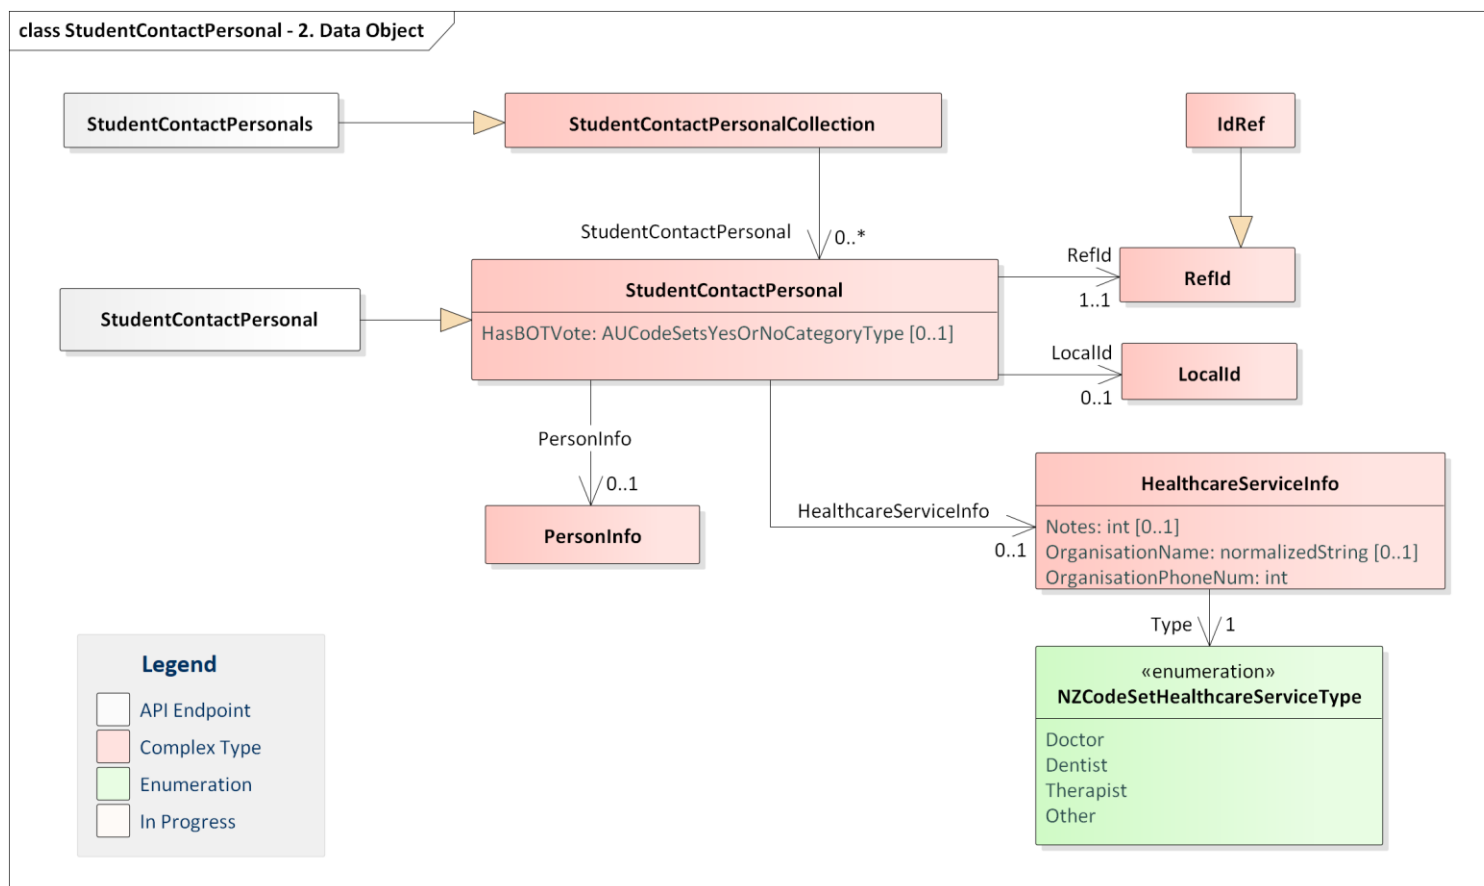 class StudentContactPersonal - 2. Data Object
StudentContactPersonals
StudentContactPersonalCollection
IdRef
StudentContactPersonal
0..*
StudentContactPersonal
StudentContactPersonal
HasBOTVote: AUCodeSetsYesOrNoCategoryType [0..1]
RefId
1..1
RefId
LocalId
0..1
LocalId
PersonInfo
0..1
PersonInfo
HealthcareServiceInfo
0..1
HealthcareServiceInfo
Notes: int [0..1]
OrganisationName: normalizedString [0..1]
OrganisationPhoneNum: int
Type
1
«enumeration»
NZCodeSetHealthcareServiceType
Doctor
Dentist
Therapist
Other
Legend
API Endpoint
Complex Type
Enumeration
In Progress